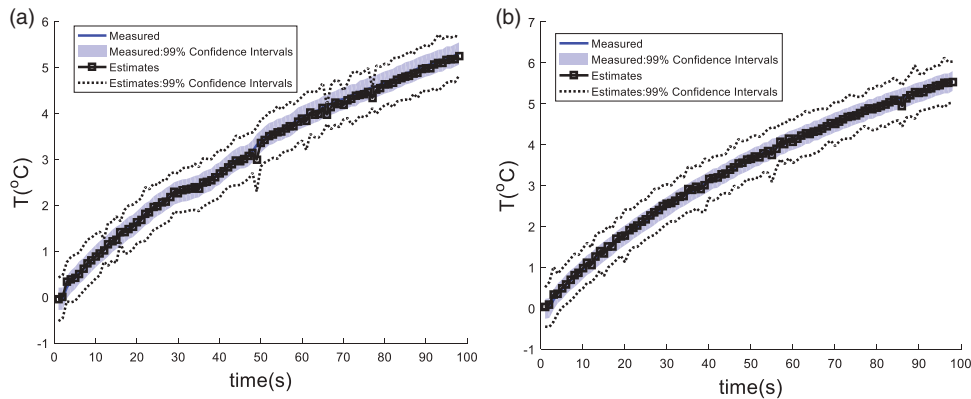 (a)
6
5
4
3
2
1
0
-1
T(°C)
Measured
Measured:99% Confidence Intervals
Estimates
Estimates:99% Confidence Intervals
0 10 20 30 40 50 60 70 80 90 100
time(s)
(b)
7
6
5
4
3
2
1
0
-1
T(°C)
Measured
Measured:99% Confidence Intervals
Estimates
Estimates:99% Confidence Intervals
0 10 20 30 40 50 60 70 80 90 100
time(s)